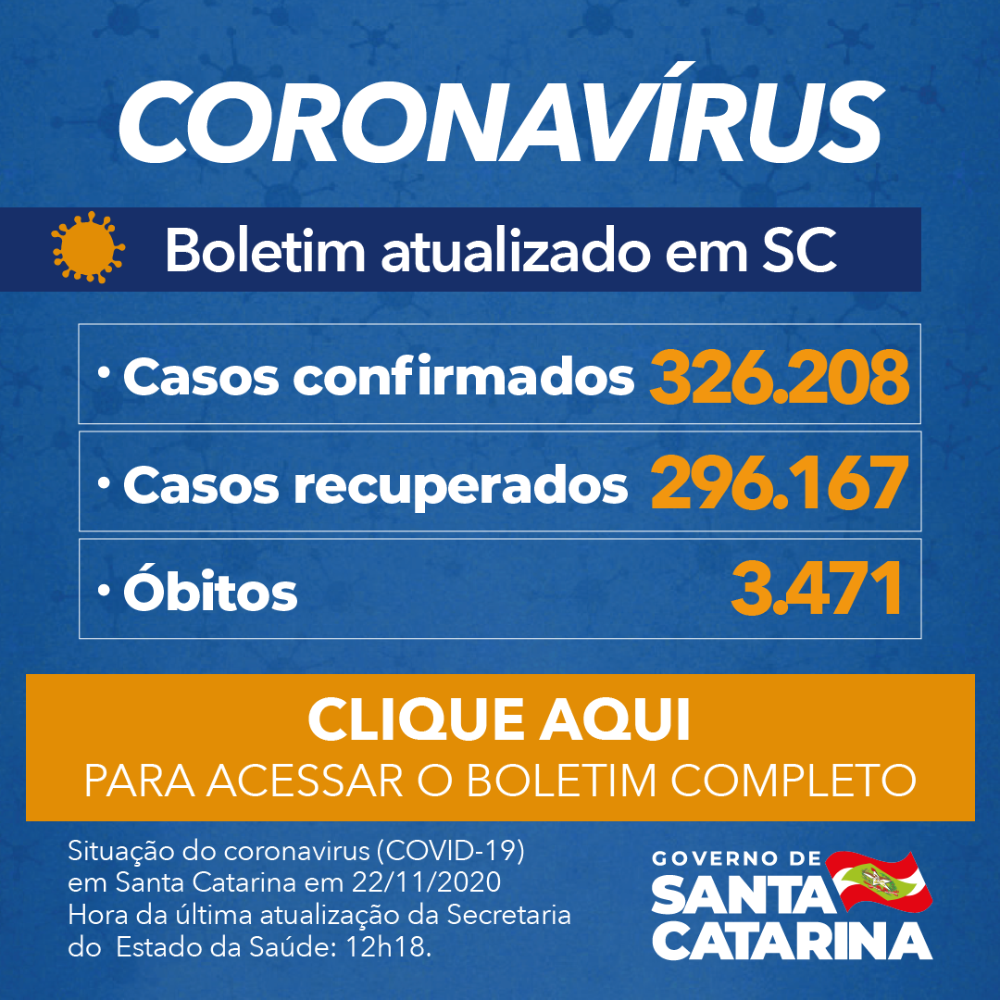 CORONAVÍRUS
Boletim atualizado em SC
• Casos confirmados 326.208
• Casos recuperados 296.167
• Óbitos 3.471
CLIQUE AQUI
PARA ACESSAR O BOLETIM COMPLETO
Situação do coronavirus (COVID-19)
em Santa Catarina em 22/11/2020
Hora da última atualização da Secretaria
do Estado da Saúde: 12h18.
GOVERNO DE
SANTA
CATARINA